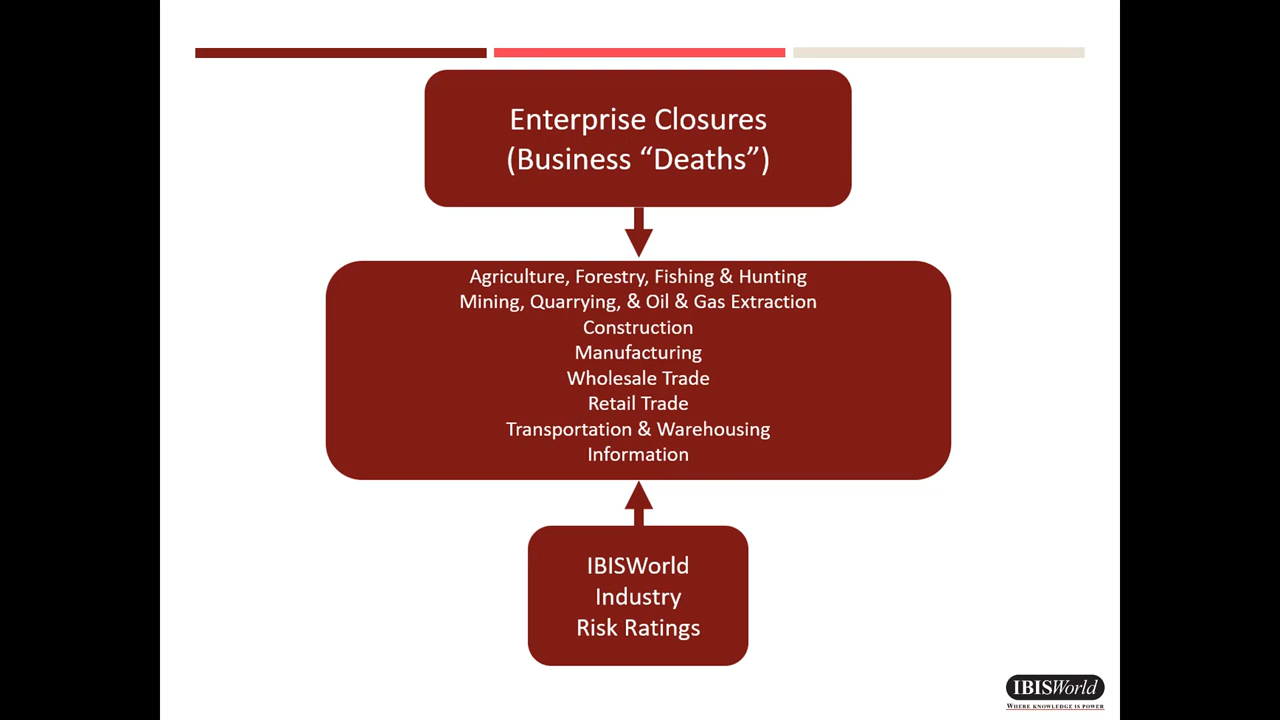 Enterprise Closures
(Business “Deaths”)
Agriculture, Forestry, Fishing & Hunting
Mining, Quarrying, & Oil & Gas Extraction
Construction
Manufacturing
Wholesale Trade
Retail Trade
Transportation & Warehousing
Information
IBISWorld
Industry
Risk Ratings
IBISWorld
WHERE KNOWLEDGE IS POWER